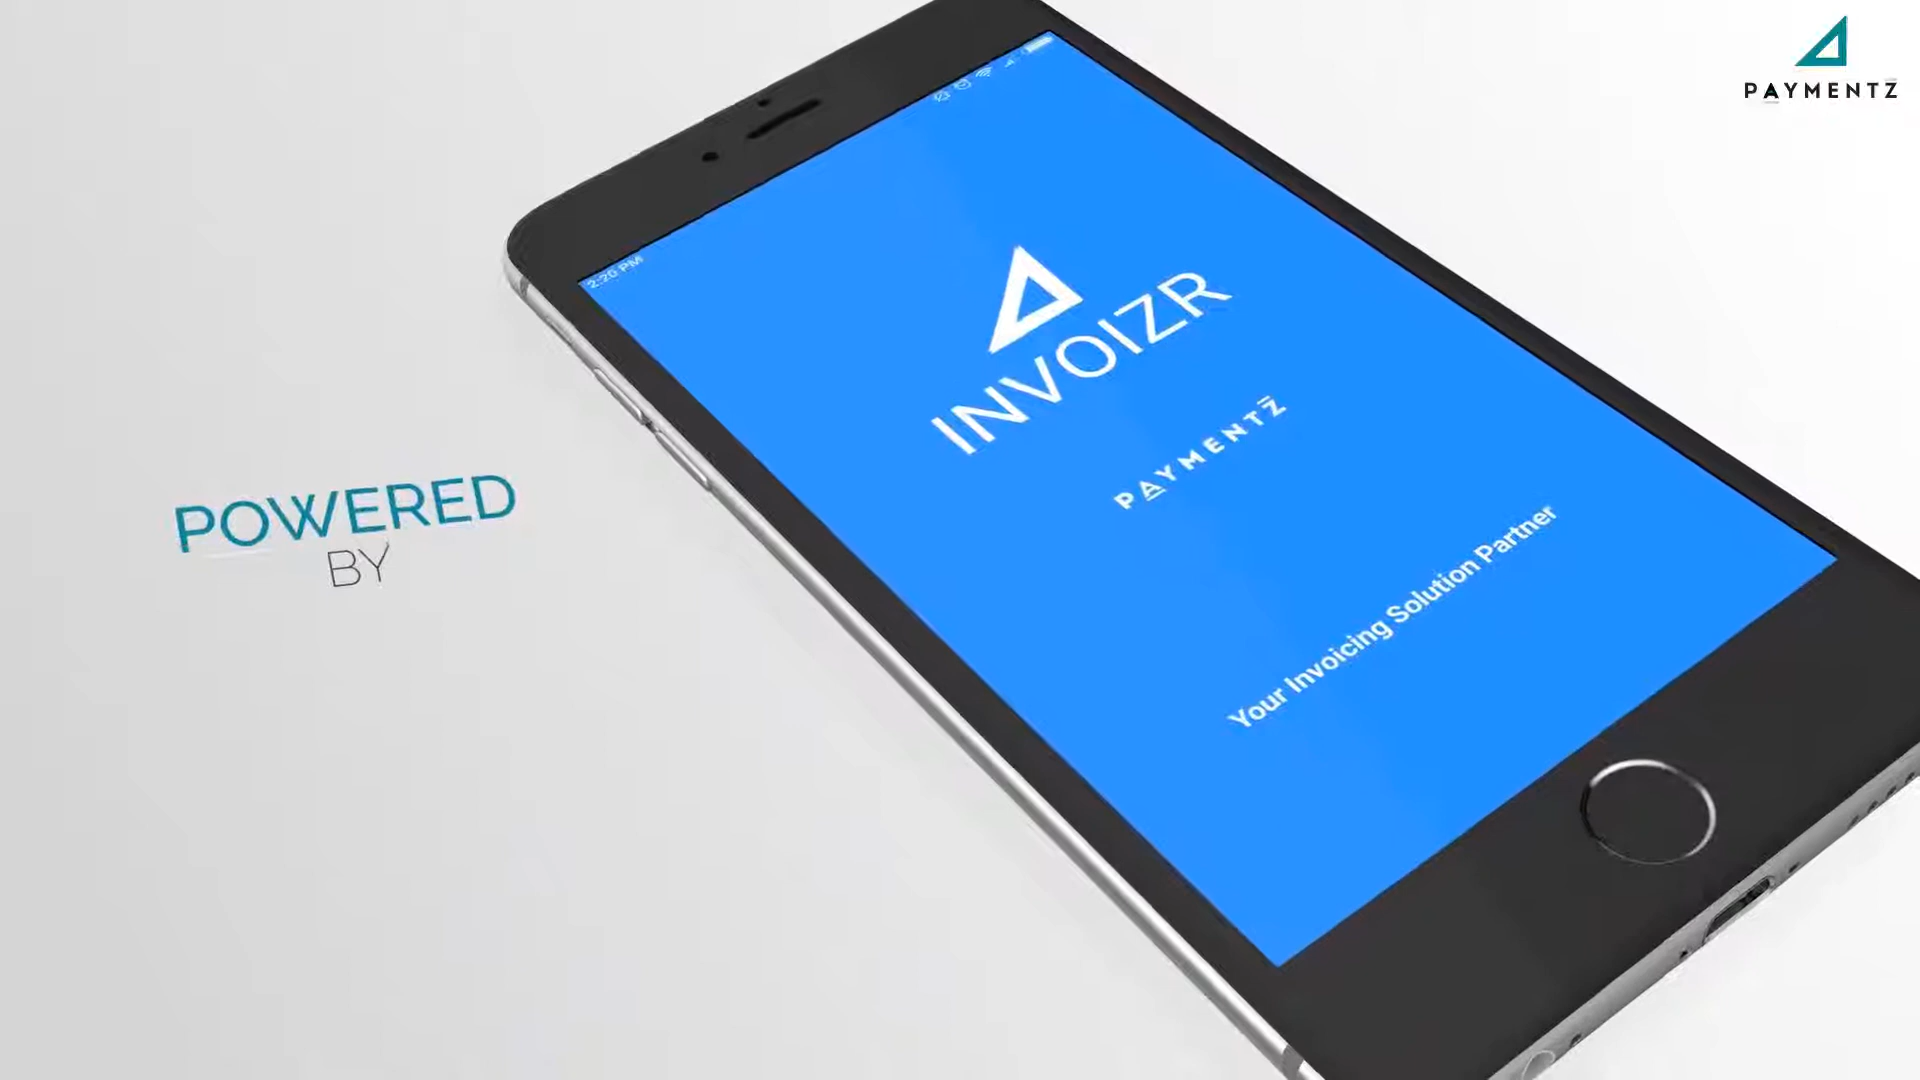 PAYMENTZ
2:20 PM
INVOIZR
PAYMENTZ
Your Invoicing Solution Partner
POWERED
BY